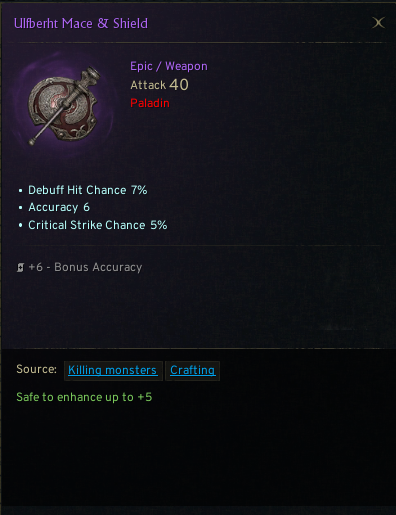 Ulfberht Mace & Shield
Epic / Weapon
Attack 40
Paladin
• Debuff Hit Chance 7%
• Accuracy 6
• Critical Strike Chance 5%
+6 - Bonus Accuracy
Source: Killing monsters Crafting
Safe to enhance up to +5